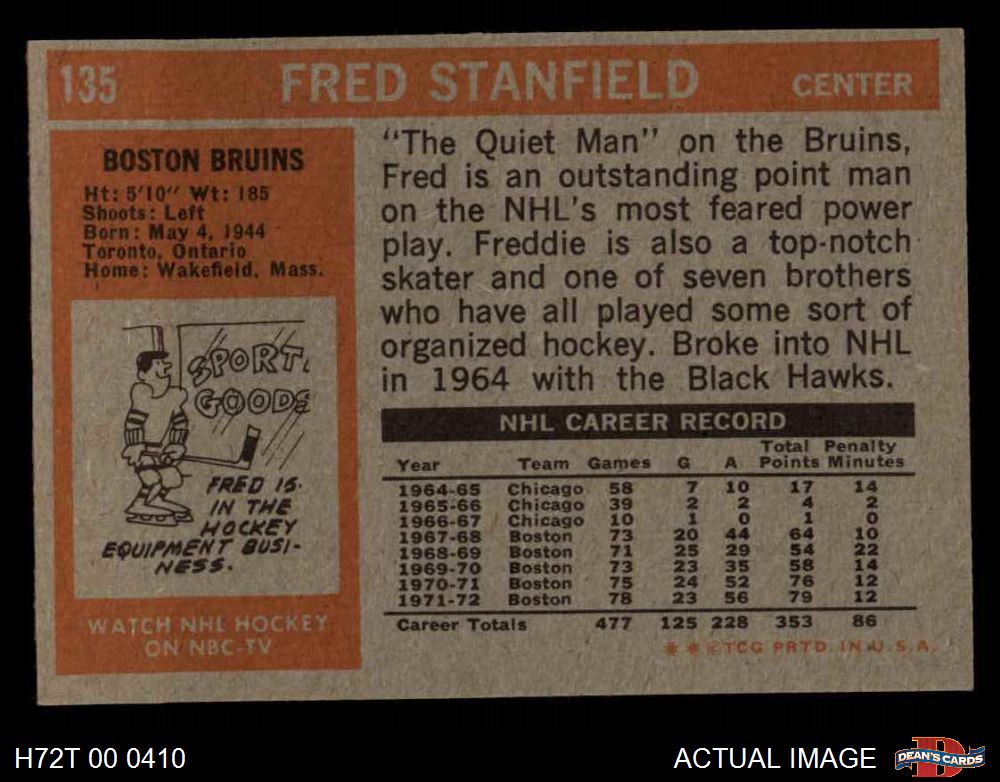 135 FRED STANFIELD CENTER
BOSTON BRUINS
Ht: 5'10" Wt: 185
Shoots: Left
Born: May 4, 1944
Toronto, Ontario
Home: Wakefield, Mass.
SPORT
GOODS
FRED IS
IN THE
HOCKEY
EQUIPMENT BUSI-
NESS.
WATCH NHL HOCKEY
ON NBC-TV
"The Quiet Man" on the Bruins,
Fred is an outstanding point man
on the NHL's most feared power
play. Freddie is also a top-notch
skater and one of seven brothers
who have all played some sort of
organized hockey. Broke into NHL
in 1964 with the Black Hawks.
NHL CAREER RECORD
Total Penalty
Year Team Games G A Points Minutes
1964-65 Chicago 58 7 10 17 14
1965-66 Chicago 39 2 2 4 2
1966-67 Chicago 10 1 0 1 0
1967-68 Boston 73 20 44 64 10
1968-69 Boston 71 25 29 54 22
1969-70 Boston 73 23 35 58 14
1970-71 Boston 75 24 52 76 12
1971-72 Boston 78 23 56 79 12
Career Totals 477 125 228 353 86
* * ©TCG PRTD. IN U.S.A.
H72T 00 0410 ACTUAL IMAGE D DEAN'S CARDS